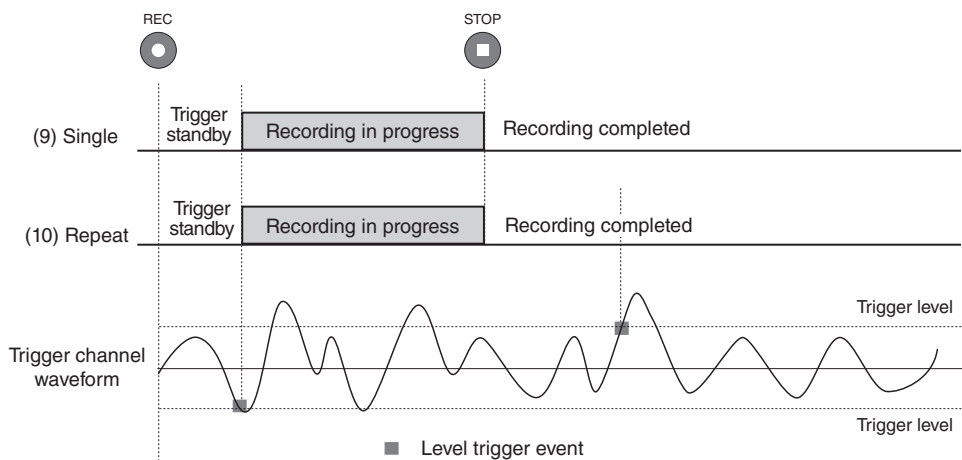 REC
STOP
(9) Single
Trigger
standby
Recording in progress
Recording completed
(10) Repeat
Trigger
standby
Recording in progress
Recording completed
Trigger level
Trigger channel
waveform
Trigger level
Level trigger event